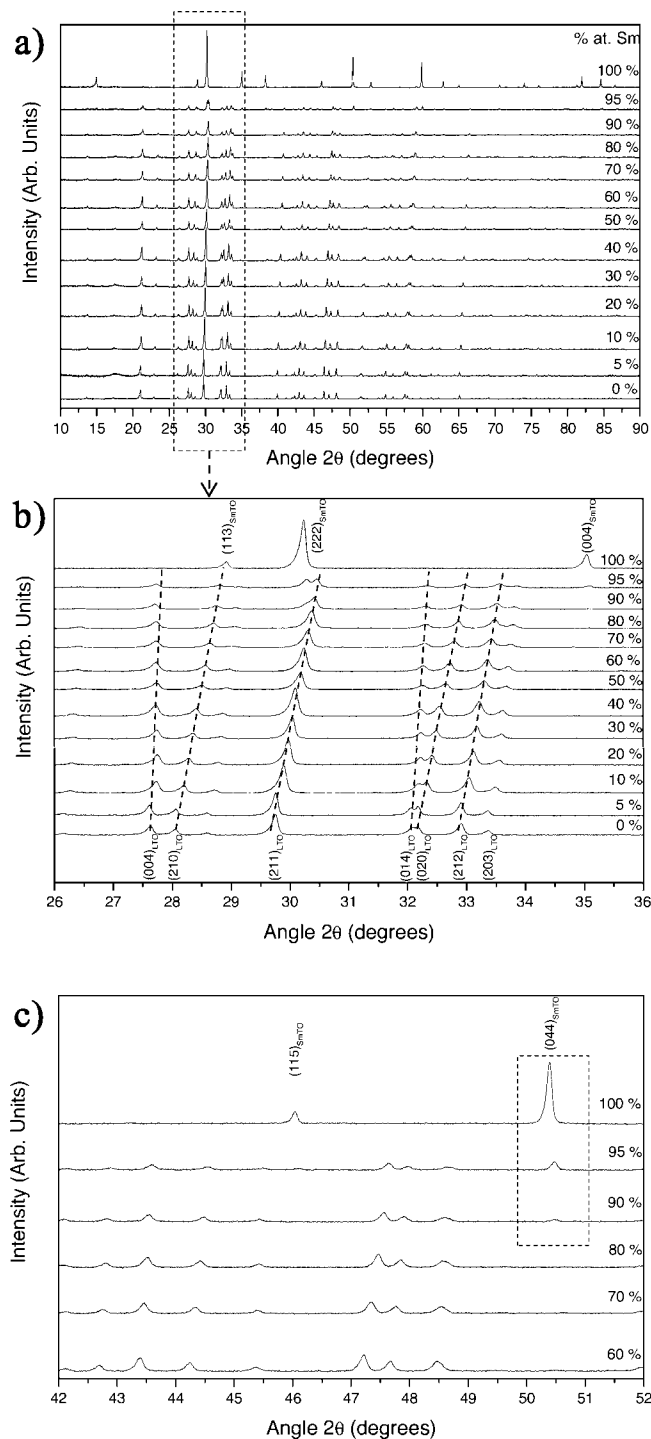 a)
% at. Sm
100 %
95 %
90 %
80 %
70 %
60 %
50 %
40 %
30 %
20 %
10 %
5 %
0 %
Intensity (Arb. Units)
10 15 20 25 30 35 40 45 50 55 60 65 70 75 80 85 90
Angle 2θ (degrees)
b)
(113)SmTO
(222)SmTO
(004)SmTO
100 %
95 %
90 %
80 %
70 %
60 %
50 %
40 %
30 %
20 %
10 %
5 %
0 %
Intensity (Arb. Units)
(004)LTO
(210)LTO
(211)LTO
(014)LTO
(020)LTO
(212)LTO
(203)LTO
26 27 28 29 30 31 32 33 34 35 36
Angle 2θ (degrees)
c)
(115)SmTO
(044)SmTO
100 %
95 %
90 %
80 %
70 %
60 %
Intensity (Arb. Units)
42 43 44 45 46 47 48 49 50 51 52
Angle 2θ (degrees)